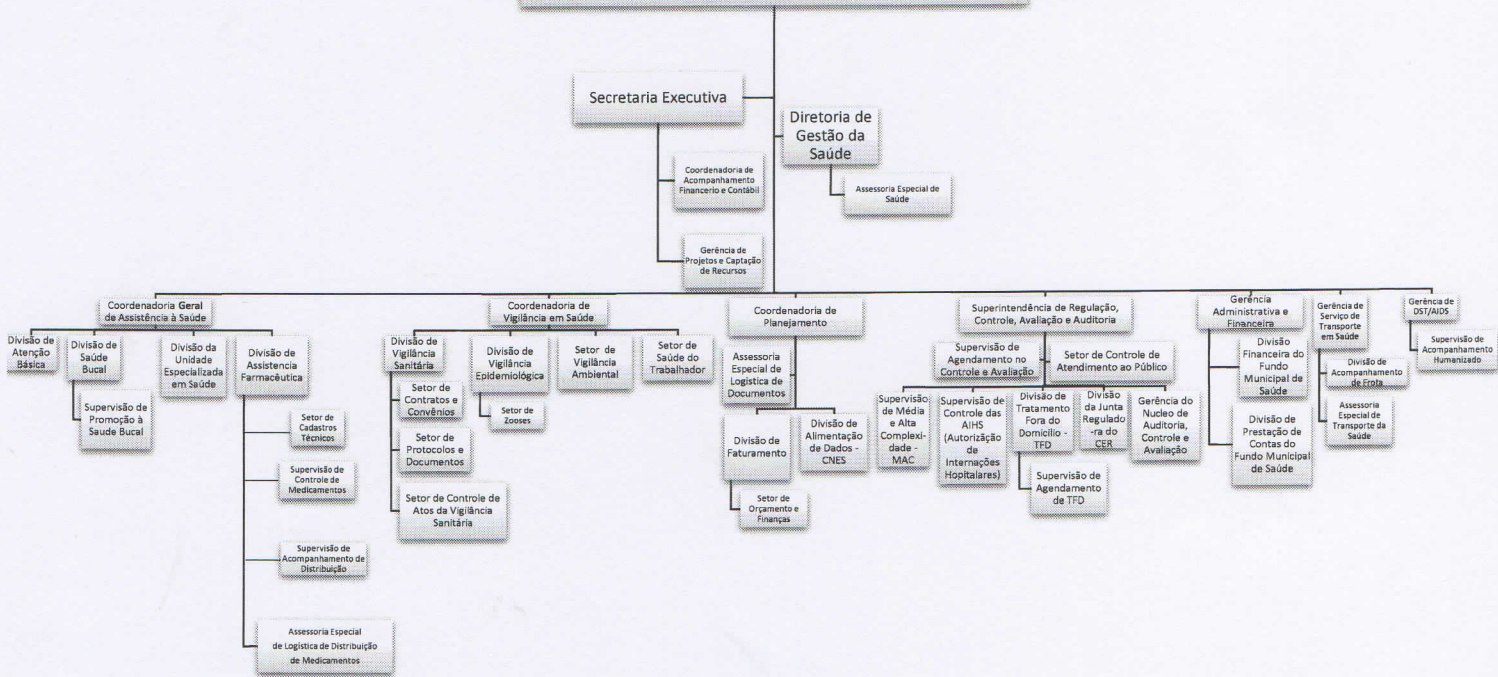 Secretaria Executiva
Diretoria de
Gestão da
Saúde
Coordenadoria de
Acompanhamento
Financerio e Contábil
Assessoria Especial de
Saúde
Gerência de
Projetos e Captação
de Recursos
Coordenadoria Geral
de Assistência à Saúde
Divisão de
Atenção
Básica
Divisão de
Saúde
Bucal
Supervisão de
Promoção à
Saude Bucal
Divisão da
Unidade
Especializada
em Saúde
Divisão de
Assistencia
Farmacêutica
Setor de
Cadastros
Técnicos
Supervisão de
Controle de
Medicamentos
Supervisão de
Acompanhamento de
Distribuição
Assessoria Especial
de Logística de Distribuição
de Medicamentos
Coordenadoria de
Vigilância em Saúde
Divisão de
Vigilância
Sanitária
Setor de
Contratos e
Convênios
Setor de
Protocolos e
Documentos
Setor de Controle de
Atos da Vigilância
Sanitária
Divisão de
Vigilância
Epidemiológica
Setor de
Zooses
Setor de
Vigilância
Ambiental
Setor de
Saúde do
Trabalhador
Coordenadoria de
Planejamento
Assessoria
Especial de
Logística de
Documentos
Divisão de
Faturamento
Setor de
Orçamento e
Finanças
Divisão de
Alimentação
de Dados -
CNES
Superintendência de Regulação,
Controle, Avaliação e Auditoria
Supervisão de
Agendamento no
Controle e Avaliação
Setor de Controle de
Atendimento ao Público
Supervisão
de Média
e Alta
Complexi-
dade -
MAC
Supervisão de
Controle das
AIHS
(Autorização
de
Internações
Hopitalares)
Divisão de
Tratamento
Fora do
Domicílio -
TFD
Supervisão de
Agendamento
de TFD
Divisão
da Junta
Regulado
-ra do
CER
Gerência do
Nucleo de
Auditoria,
Controle e
Avaliação
Gerência
Administrativa e
Financeira
Divisão
Financeira do
Fundo
Municipal de
Saúde
Divisão de
Prestação de
Contas do
Fundo Municipal
de Saúde
Gerência de
Serviço de
Transporte
em Saúde
Divisão de
Acompanhamento
de Frota
Assessoria
Especial de
Transporte da
Saúde
Gerência de
DST/AIDS
Supervisão de
Acompanhamento
Humanizado